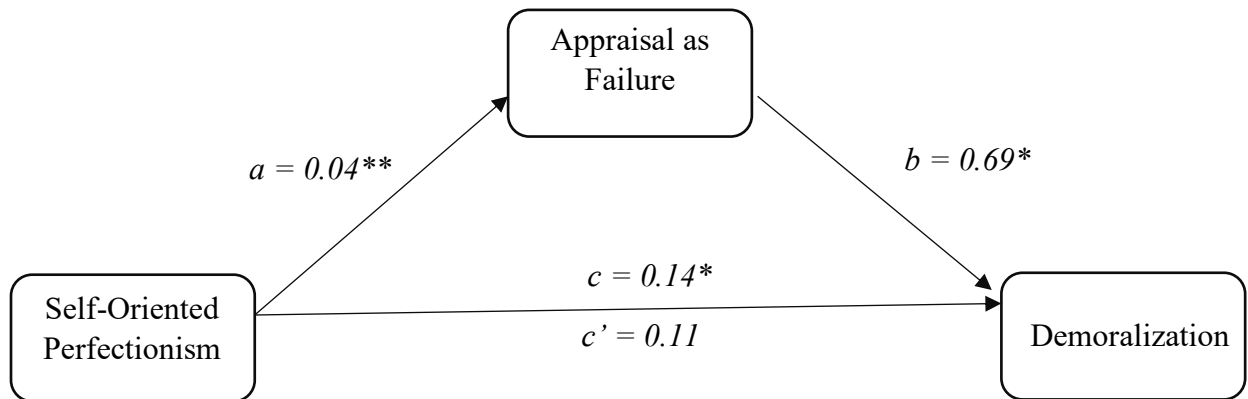 Appraisal as
Failure
a = 0.04**
b = 0.69*
c = 0.14*
Self-Oriented
Perfectionism
c’ = 0.11
Demoralization